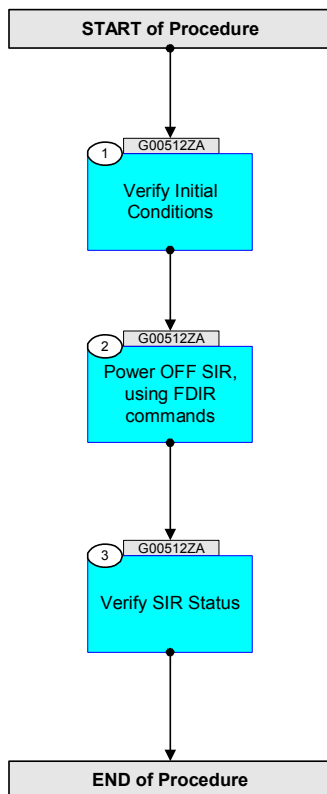 START of Procedure
G00512ZA
1
Verify Initial
Conditions
G00512ZA
2
Power OFF SIR,
using FDIR
commands
G00512ZA
3
Verify SIR Status
END of Procedure